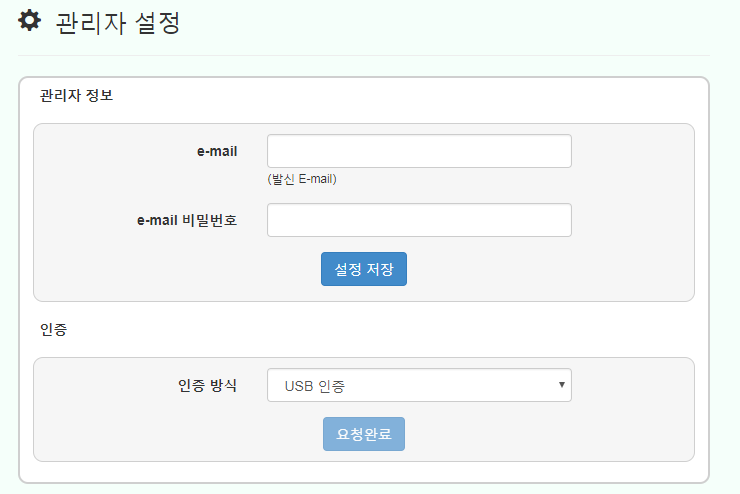 관리자 설정
관리자 정보
e-mail
(발신 E-mail)
e-mail 비밀번호
설정 저장
인증
인증 방식 USB 인증
요청완료